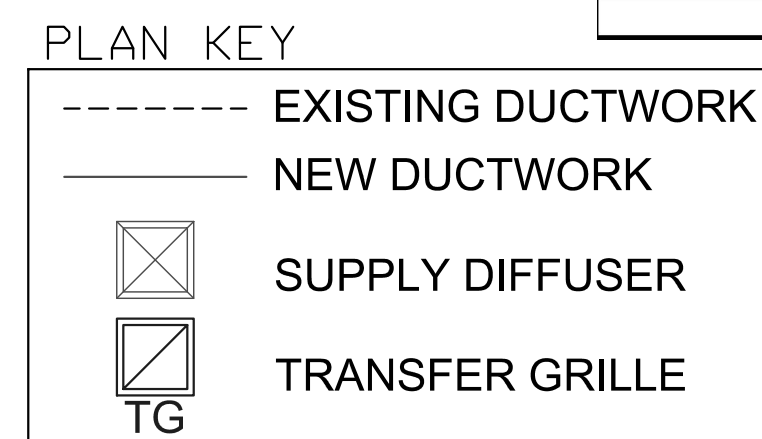 PLAN KEY
EXISTING DUCTWORK
NEW DUCTWORK
SUPPLY DIFFUSER
TRANSFER GRILLE
TG